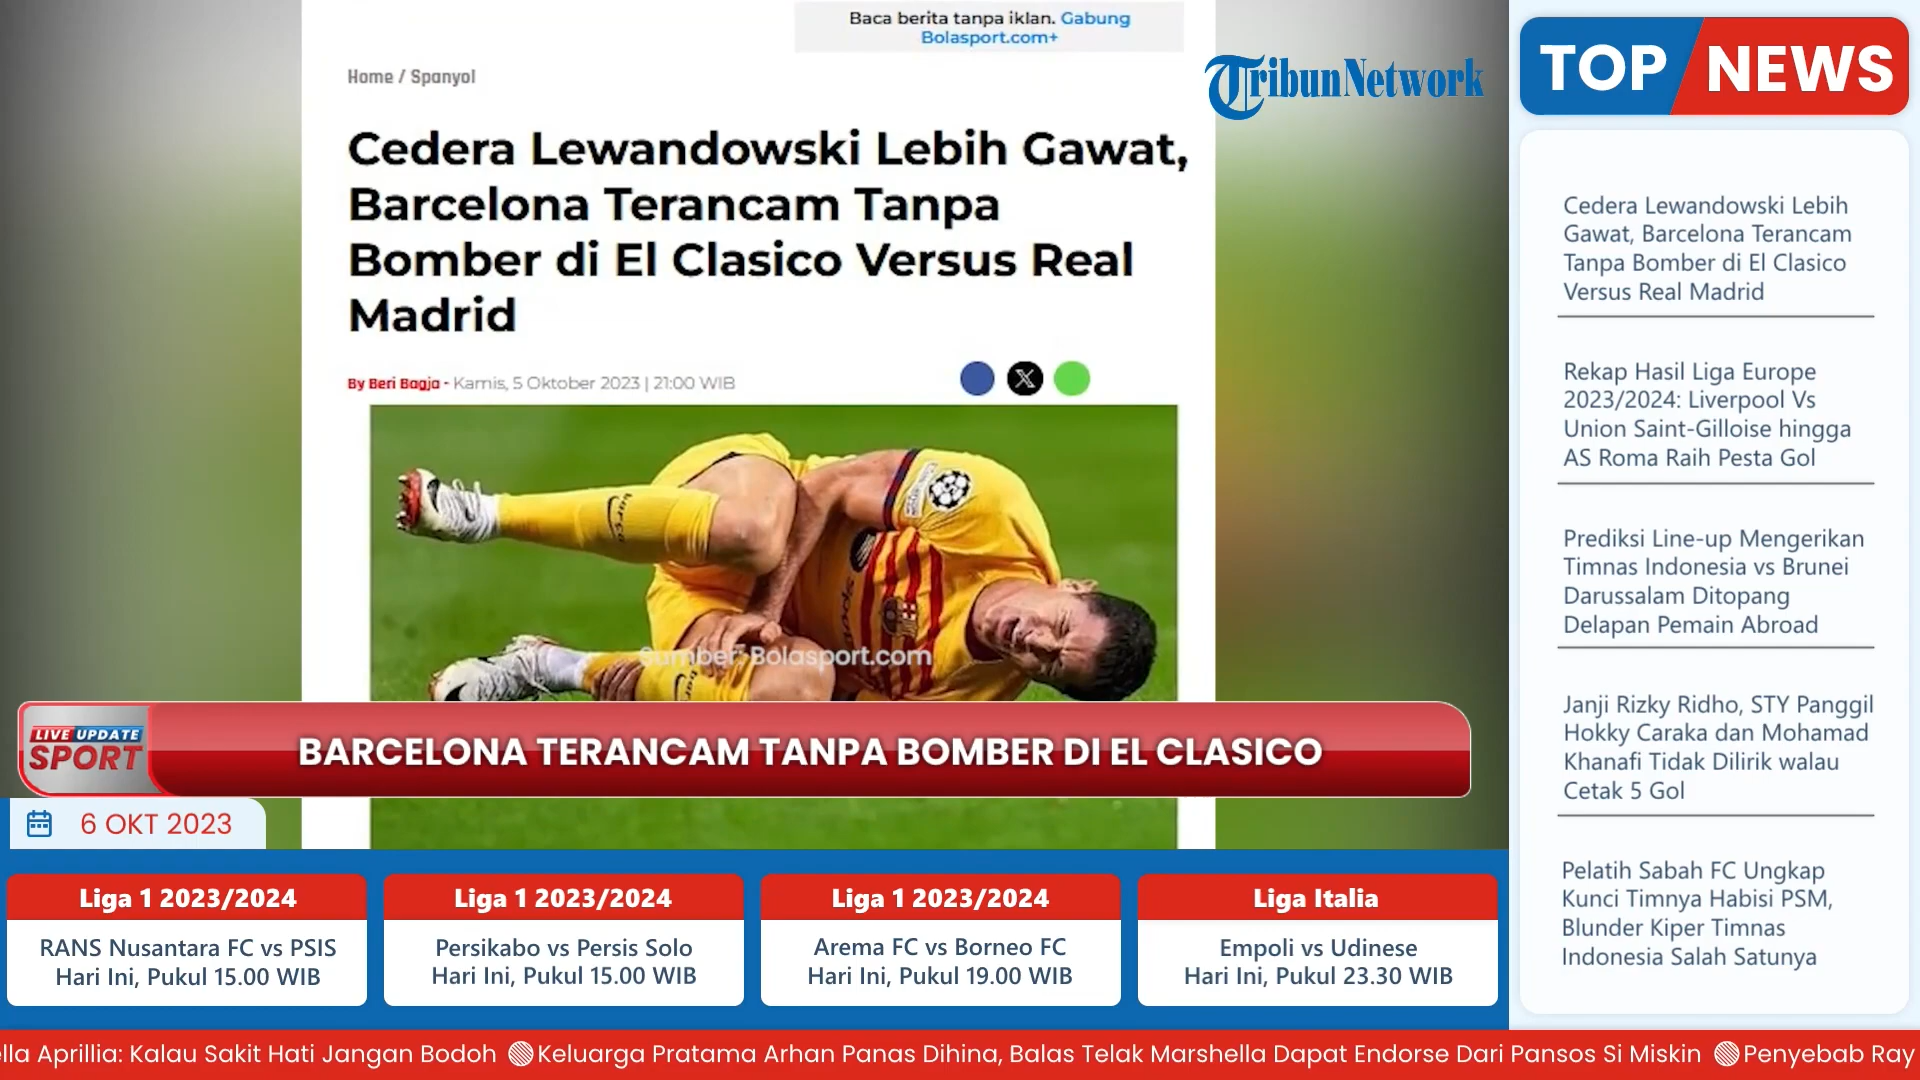 Baca berita tanpa iklan. Gabung
Bolasport.com+
Home / Spanyol
TribunNetwork
Cedera Lewandowski Lebih Gawat,
Barcelona Terancam Tanpa
Bomber di El Clasico Versus Real
Madrid
By Beri Bagja - Kamis, 5 Oktober 2023 | 21:00 WIB
Sumber: Bolasport.com
LIVE UPDATE
SPORT
BARCELONA TERANCAM TANPA BOMBER DI EL CLASICO
6 OKT 2023
TOP NEWS
Cedera Lewandowski Lebih
Gawat, Barcelona Terancam
Tanpa Bomber di El Clasico
Versus Real Madrid
Rekap Hasil Liga Europe
2023/2024: Liverpool Vs
Union Saint-Gilloise hingga
AS Roma Raih Pesta Gol
Prediksi Line-up Mengerikan
Timnas Indonesia vs Brunei
Darussalam Ditopang
Delapan Pemain Abroad
Janji Rizky Ridho, STY Panggil
Hokky Caraka dan Mohamad
Khanafi Tidak Dilirik walau
Cetak 5 Gol
Pelatih Sabah FC Ungkap
Kunci Timnya Habisi PSM,
Blunder Kiper Timnas
Indonesia Salah Satunya
Liga 1 2023/2024
RANS Nusantara FC vs PSIS
Hari Ini, Pukul 15.00 WIB
Liga 1 2023/2024
Persikabo vs Persis Solo
Hari Ini, Pukul 15.00 WIB
Liga 1 2023/2024
Arema FC vs Borneo FC
Hari Ini, Pukul 19.00 WIB
Liga Italia
Empoli vs Udinese
Hari Ini, Pukul 23.30 WIB
lla Aprillia: Kalau Sakit Hati Jangan Bodoh Keluarga Pratama Arhan Panas Dihina, Balas Telak Marshella Dapat Endorse Dari Pansos Si Miskin Penyebab Ray